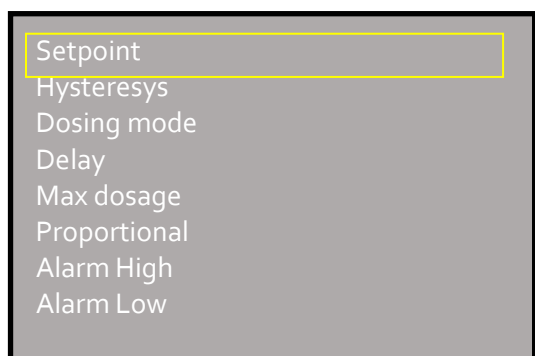 Setpoint
Hysteresys
Dosing mode
Delay
Max dosage
Proportional
Alarm High
Alarm Low